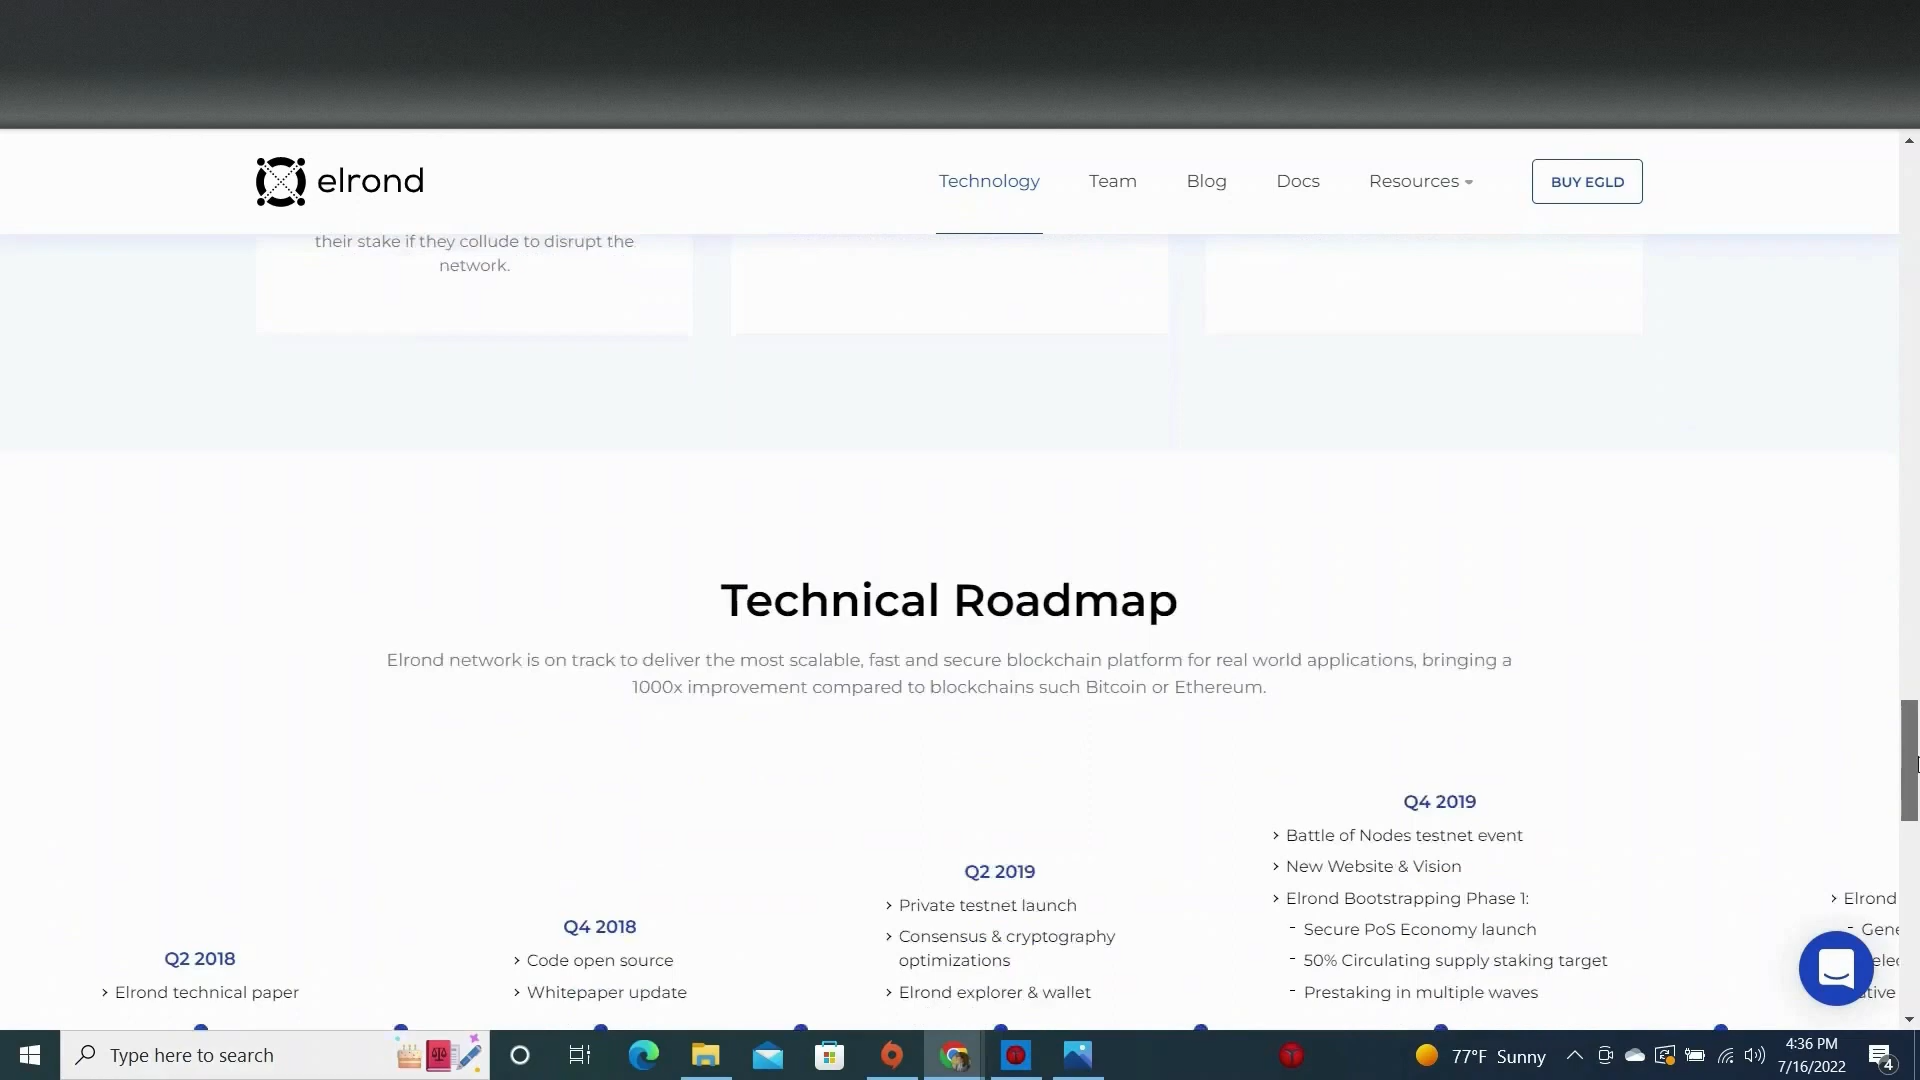 elrond
Technology
Team
Blog
Docs
Resources
BUY EGLD
their stake if they collude to disrupt the
network.
Technical Roadmap
Elrond network is on track to deliver the most scalable, fast and secure blockchain platform for real world applications, bringing a
1000x improvement compared to blockchains such Bitcoin or Ethereum.
Q2 2018
Elrond technical paper
Q4 2018
Code open source
Whitepaper update
Q2 2019
Private testnet launch
Consensus & cryptography
optimizations
Elrond explorer & wallet
Q4 2019
Battle of Nodes testnet event
New Website & Vision
Elrond Bootstrapping Phase 1:
- Secure PoS Economy launch
- 50% Circulating supply staking target
- Prestaking in multiple waves
Elrond
Type here to search
77°F Sunny
4:36 PM
7/16/2022
4